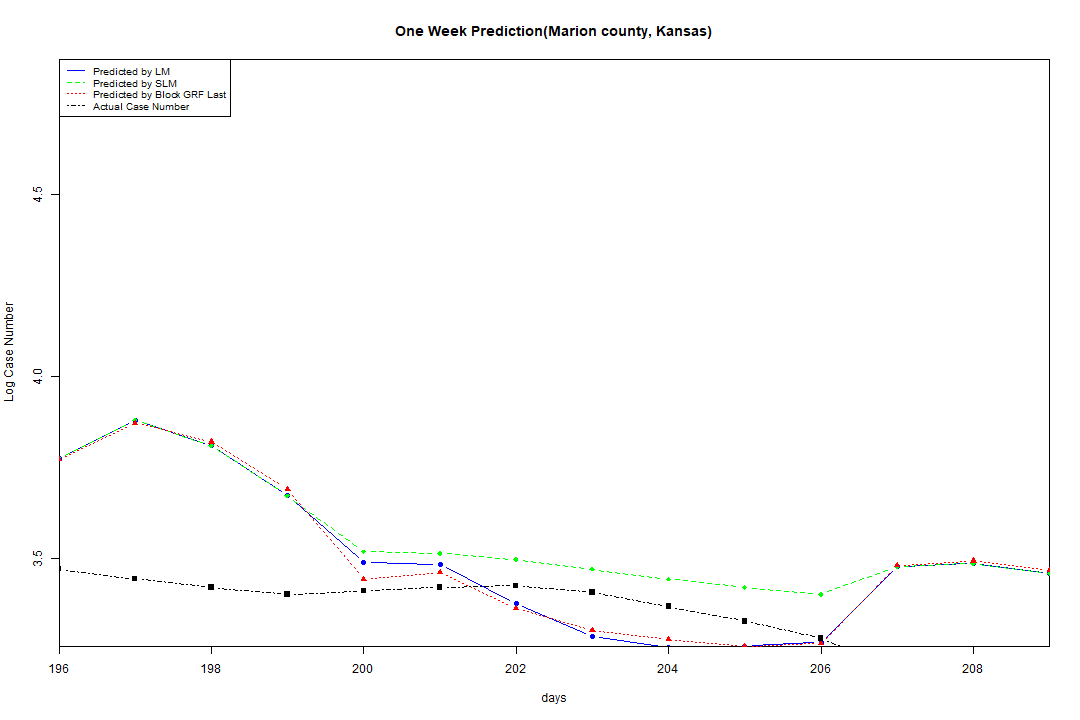 One Week Prediction(Marion county, Kansas)
Predicted by LM
Predicted by SLM
Predicted by Block GRF Last
Actual Case Number
Log Case Number
4.5
4.0
3.5
196 198 200 202 204 206 208
days